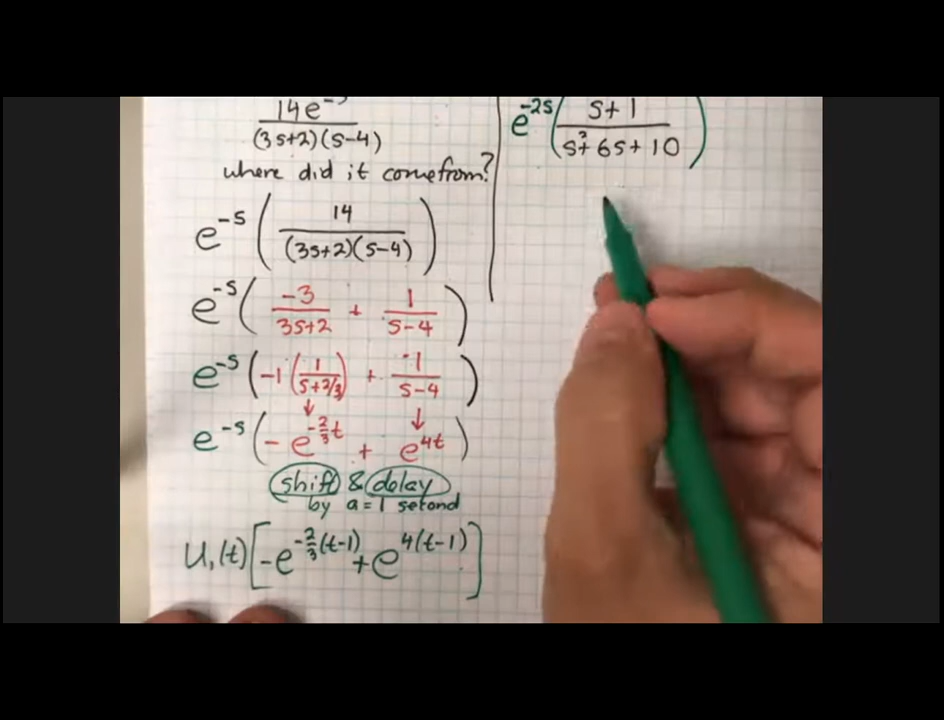 14e⁻ˢ
(3s+2)(s-4)
where did it come from?
e⁻ˢ ( 14 / (3s+2)(s-4) )
e⁻ˢ ( -3 / 3s+2 + 1 / s-4 )
e⁻ˢ ( -1 ( 1 / s+2/3 ) + 1 / s-4 )
e⁻ˢ ( - e^-2/3t + e^4t )
shift & delay
by a = 1 second
U₁(t) [ -e^-2/3(t-1) + e^4(t-1) ]
e^-2s ( s+1 / s²+6s+10 )